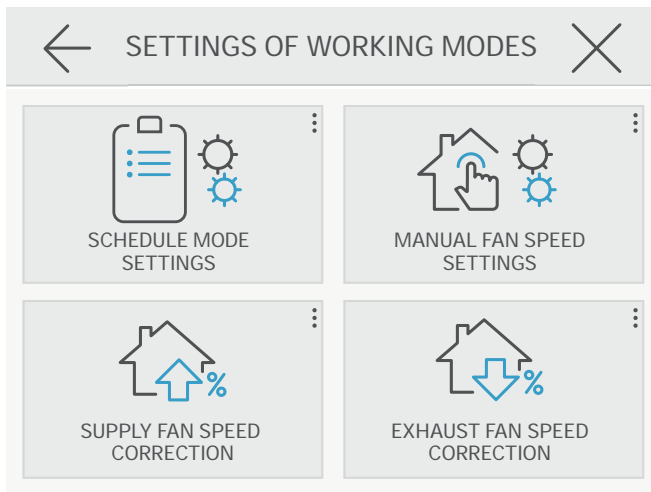 SETTINGS OF WORKING MODES
SCHEDULE MODE
SETTINGS
MANUAL FAN SPEED
SETTINGS
%
SUPPLY FAN SPEED
CORRECTION
%
EXHAUST FAN SPEED
CORRECTION